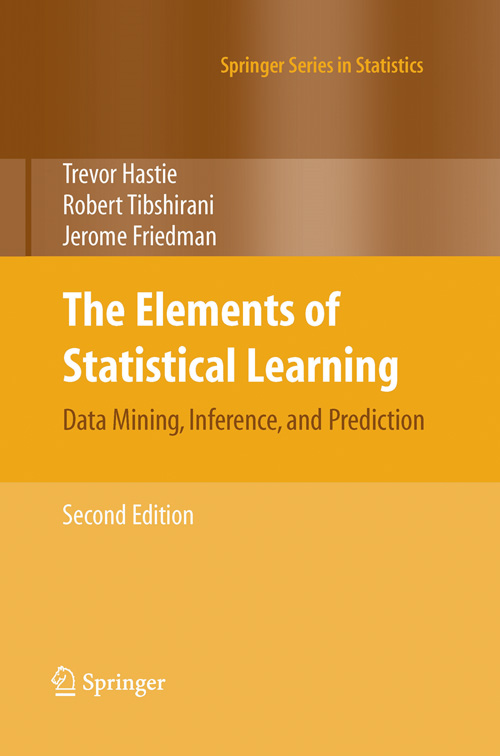 Springer Series in Statistics
Trevor Hastie
Robert Tibshirani
Jerome Friedman
The Elements of
Statistical Learning
Data Mining, Inference, and Prediction
Second Edition
Springer